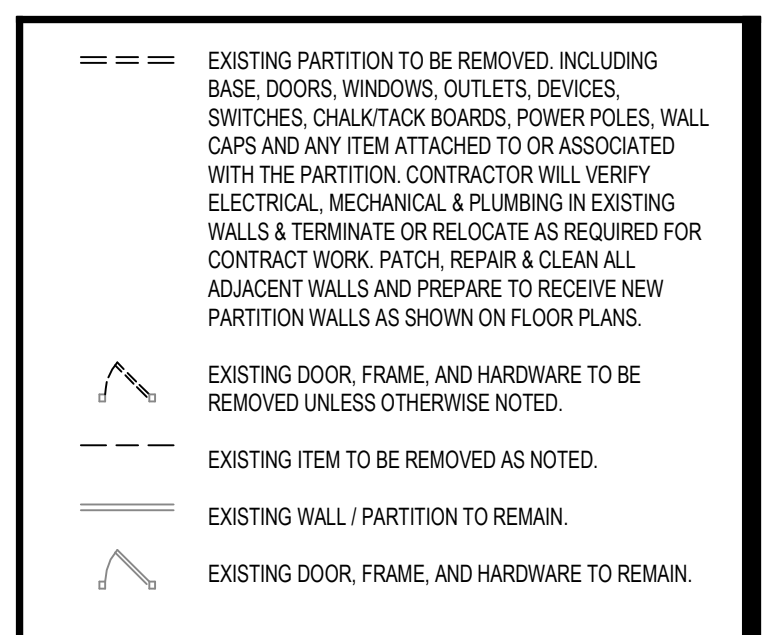 EXISTING PARTITION TO BE REMOVED. INCLUDING
BASE, DOORS, WINDOWS, OUTLETS, DEVICES,
SWITCHES, CHALK/TACK BOARDS, POWER POLES, WALL
CAPS AND ANY ITEM ATTACHED TO OR ASSOCIATED
WITH THE PARTITION. CONTRACTOR WILL VERIFY
ELECTRICAL, MECHANICAL & PLUMBING IN EXISTING
WALLS & TERMINATE OR RELOCATE AS REQUIRED FOR
CONTRACT WORK. PATCH, REPAIR & CLEAN ALL
ADJACENT WALLS AND PREPARE TO RECEIVE NEW
PARTITION WALLS AS SHOWN ON FLOOR PLANS.
EXISTING DOOR, FRAME, AND HARDWARE TO BE
REMOVED UNLESS OTHERWISE NOTED.
EXISTING ITEM TO BE REMOVED AS NOTED.
EXISTING WALL / PARTITION TO REMAIN.
EXISTING DOOR, FRAME, AND HARDWARE TO REMAIN.